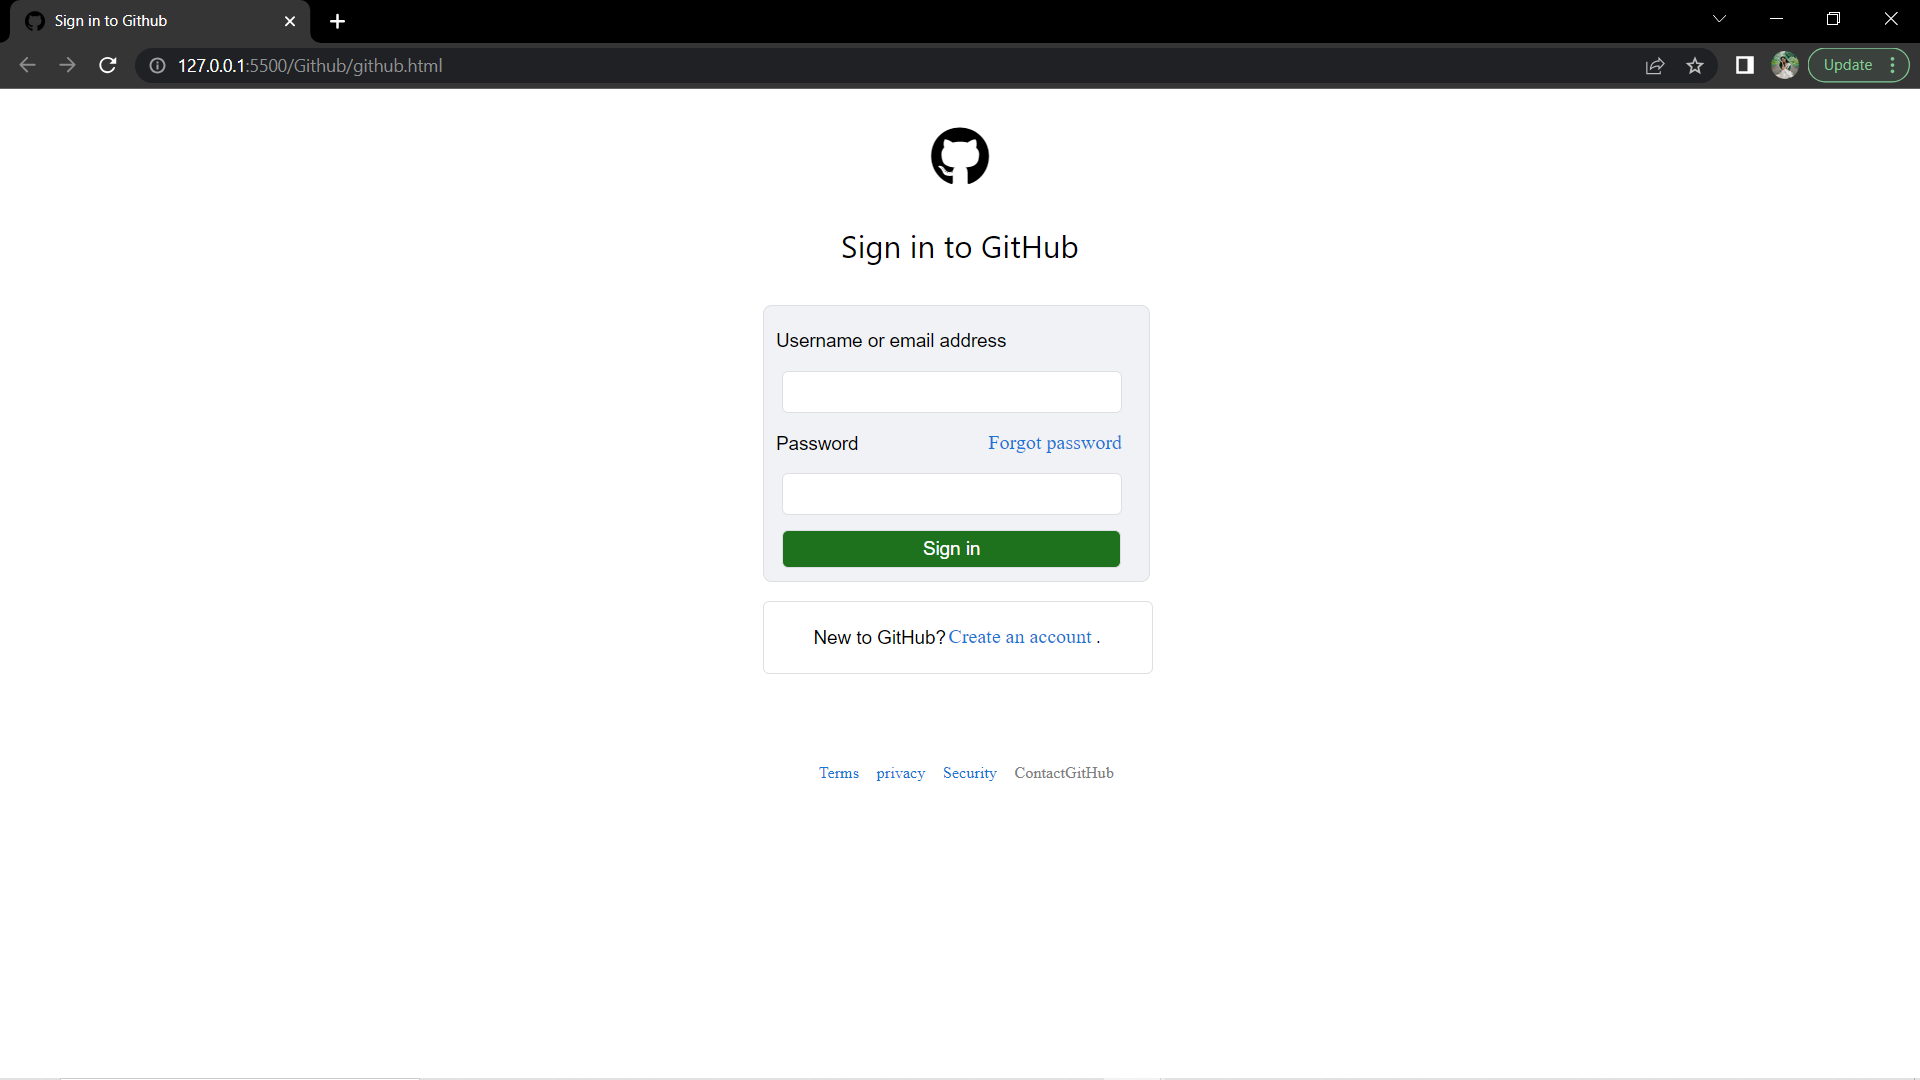 Sign in to Github
127.0.0.1:5500/Github/github.html
Update
Sign in to GitHub
Username or email address
Password Forgot password
Sign in
New to GitHub? Create an account .
Terms privacy Security ContactGitHub